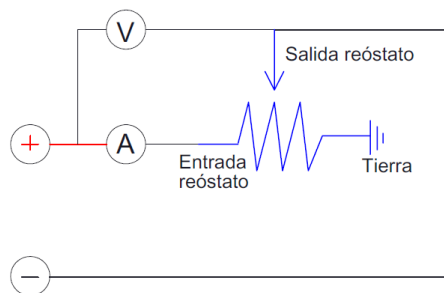 V
Salida reóstato
+
A
Entrada
reóstato
Tierra
−